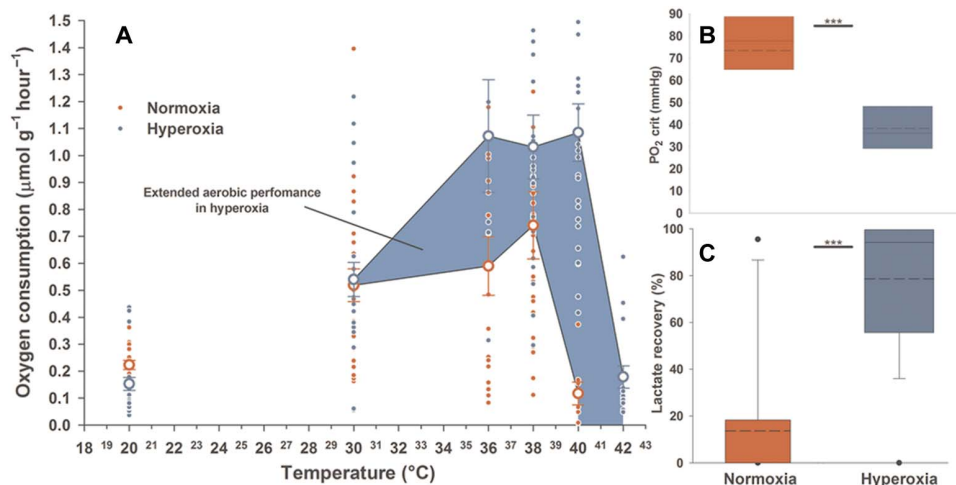 A
Oxygen consumption (μmol g⁻¹ hour⁻¹)
1.5
1.4
1.3
1.2
1.1
1.0
0.9
0.8
0.7
0.6
0.5
0.4
0.3
0.2
0.1
0.0
Normoxia
Hyperoxia
Extended aerobic perfomance
in hyperoxia
18 19 20 21 22 23 24 25 26 27 28 29 30 31 32 33 34 35 36 37 38 39 40 41 42 43
Temperature (°C)
B
PO2 crit (mmHg)
90
80
70
60
50
40
30
20
10
0
***
C
Lactate recovery (%)
100
80
60
40
20
0
***
Normoxia Hyperoxia